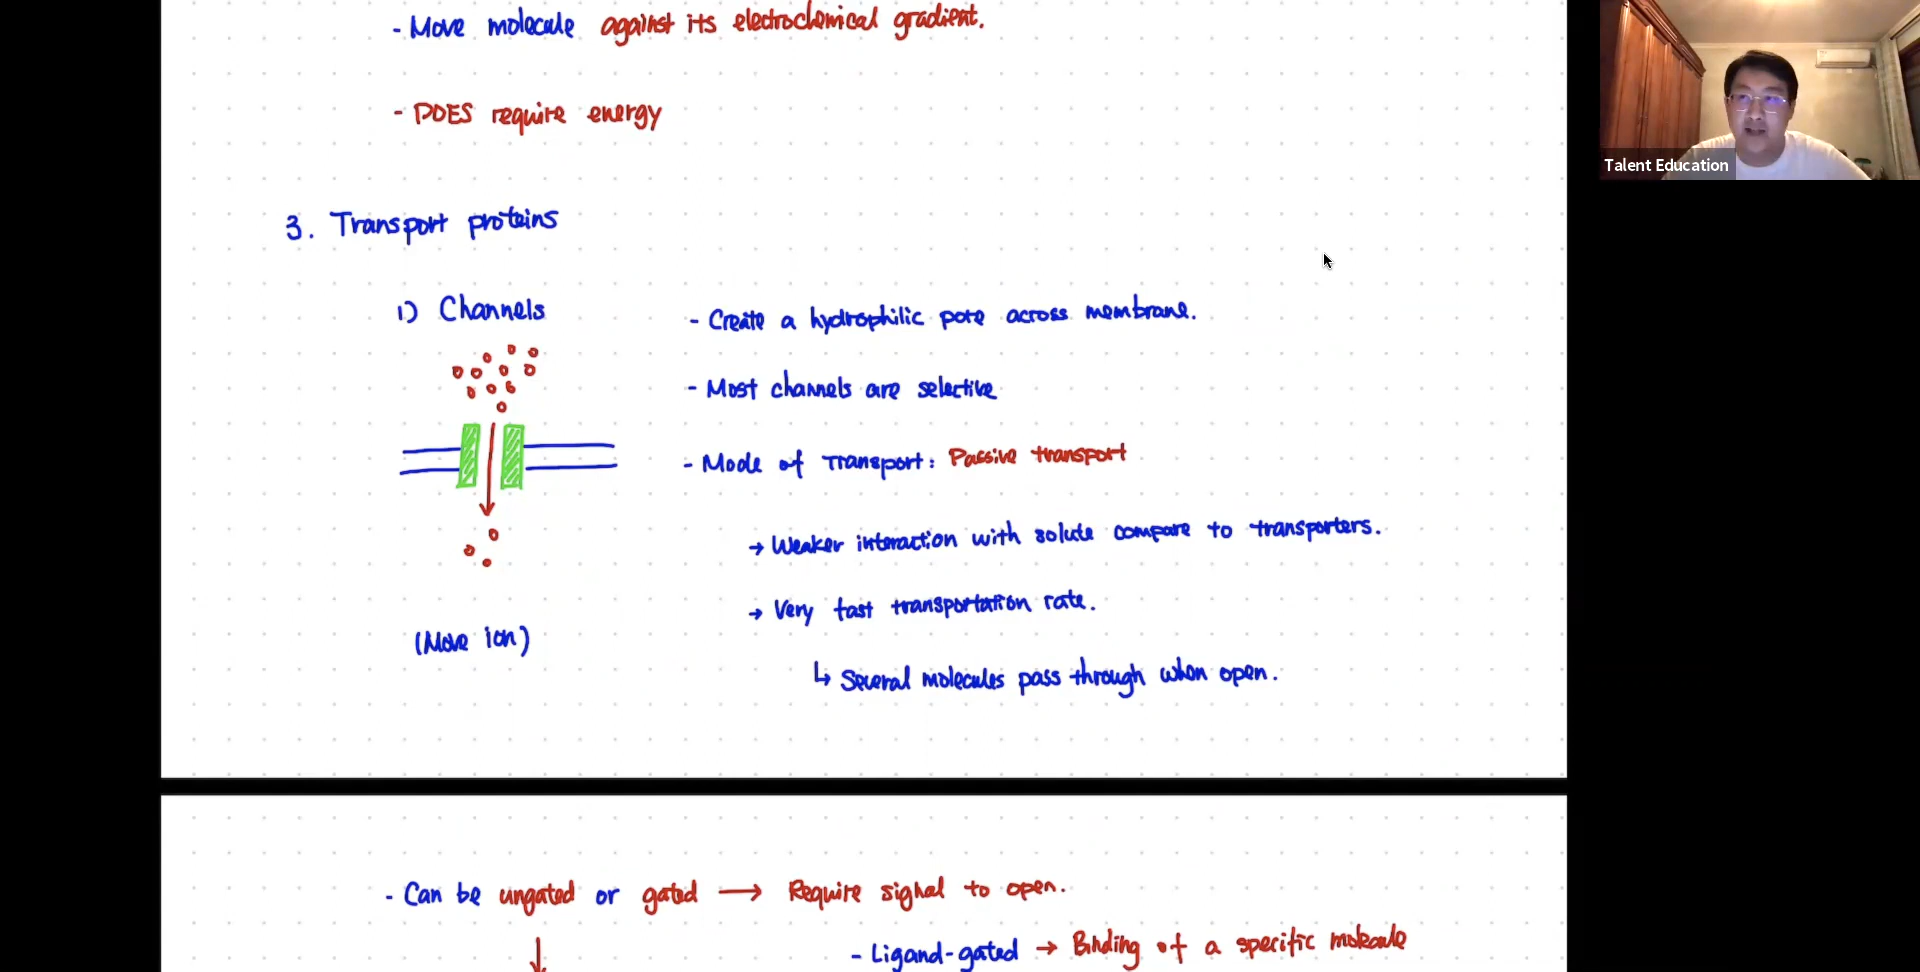 - Move molecule against its electrochemical gradient.
- DOES require energy
Talent Education
3. Transport proteins
1) Channels
- Create a hydrophilic pore across membrane.
- Most channels are selective
- Mode of transport: Passive transport
→ Weaker interaction with solute compare to transporters.
→ Very fast transportation rate.
(Move ion)
↳ Several molecules pass through when open.
- Can be ungated or gated → Require signal to open.
- Ligand-gated → Binding of a specific molecule